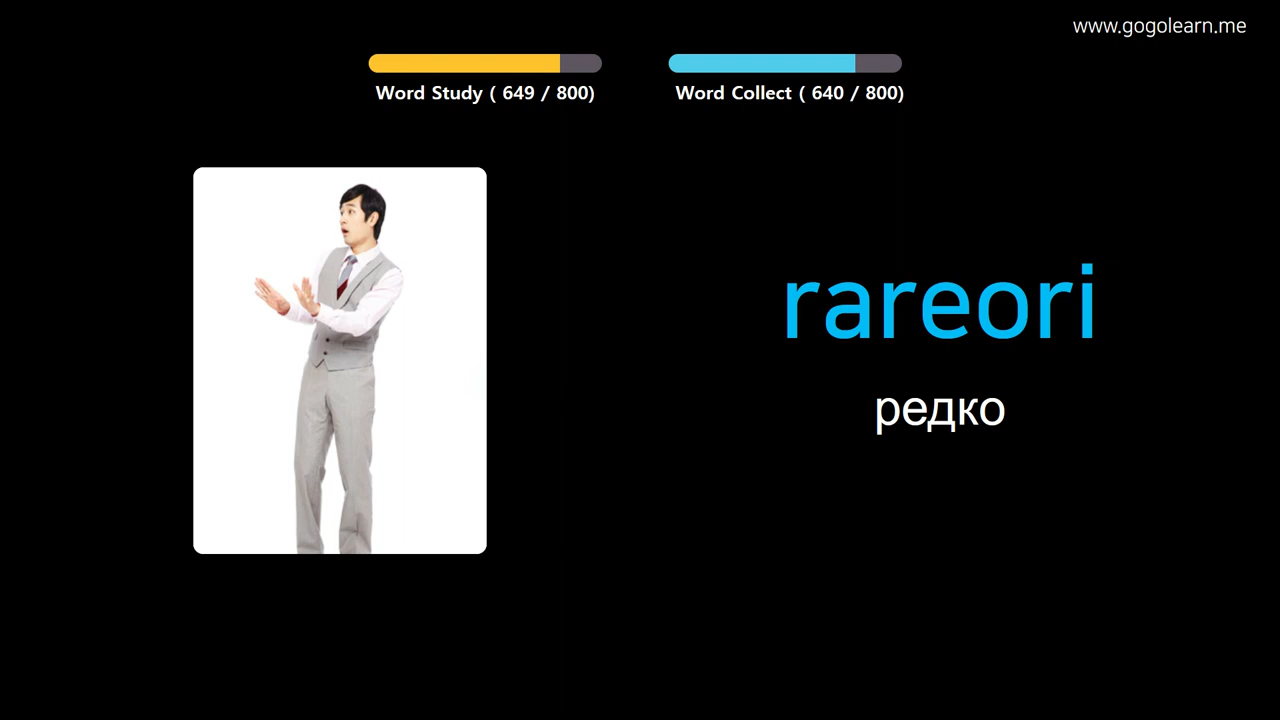 www.gogolearn.me
Word Study ( 649 / 800)
Word Collect ( 640 / 800)
rareori
редко